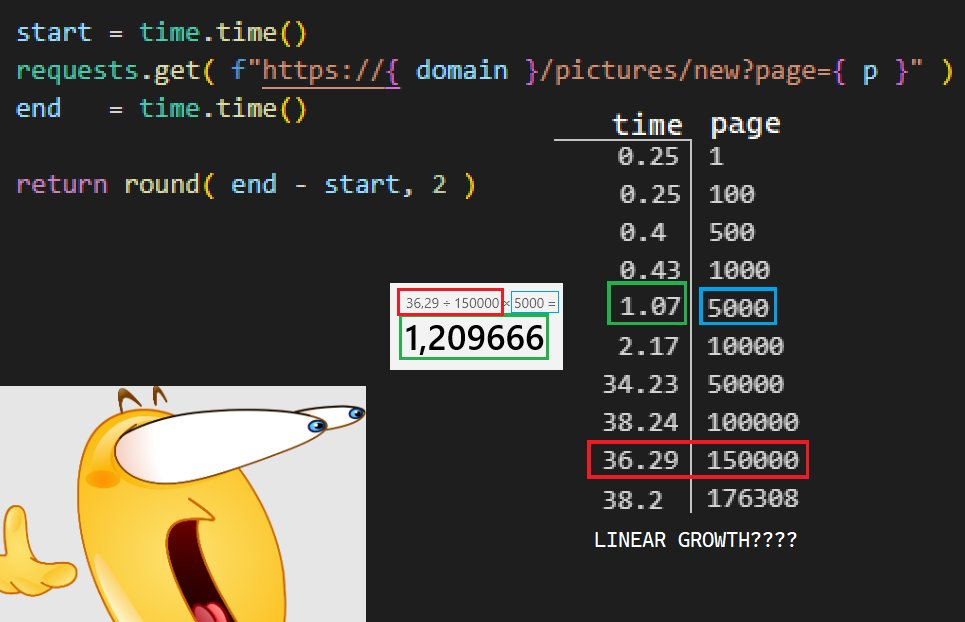 start = time.time()
requests.get( f"https://{ domain }/pictures/new?page={ p }" )
end   = time.time()
return round( end - start, 2 )
time page
0.25 1
0.25 100
0.4 500
0.43 1000
1.07 5000
2.17 10000
34.23 50000
38.24 100000
36.29 150000
38.2 176308
LINEAR GROWTH????
36,29 ÷ 150000 × 5000 =
1,209666